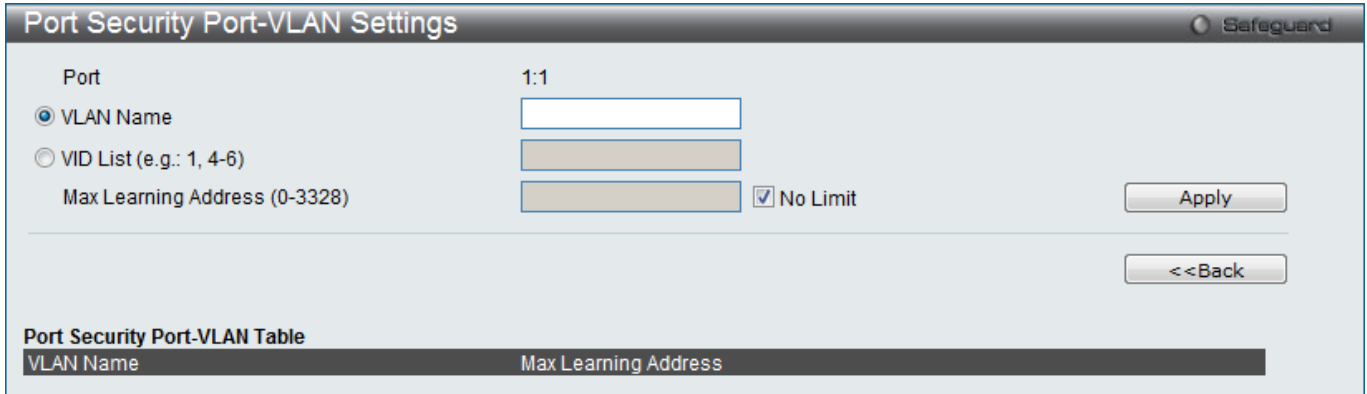 Port Security Port-VLAN Settings
Safeguard
Port 1:1
VLAN Name
VID List (e.g.: 1, 4-6)
Max Learning Address (0-3328) No Limit Apply
<<Back
Port Security Port-VLAN Table
VLAN Name Max Learning Address